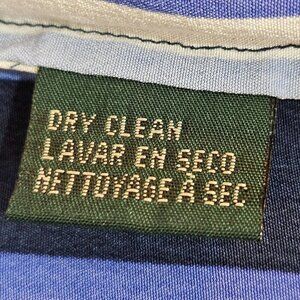 DRY CLEAN
LAVAR EN SECO
NETTOYAGE À SEC